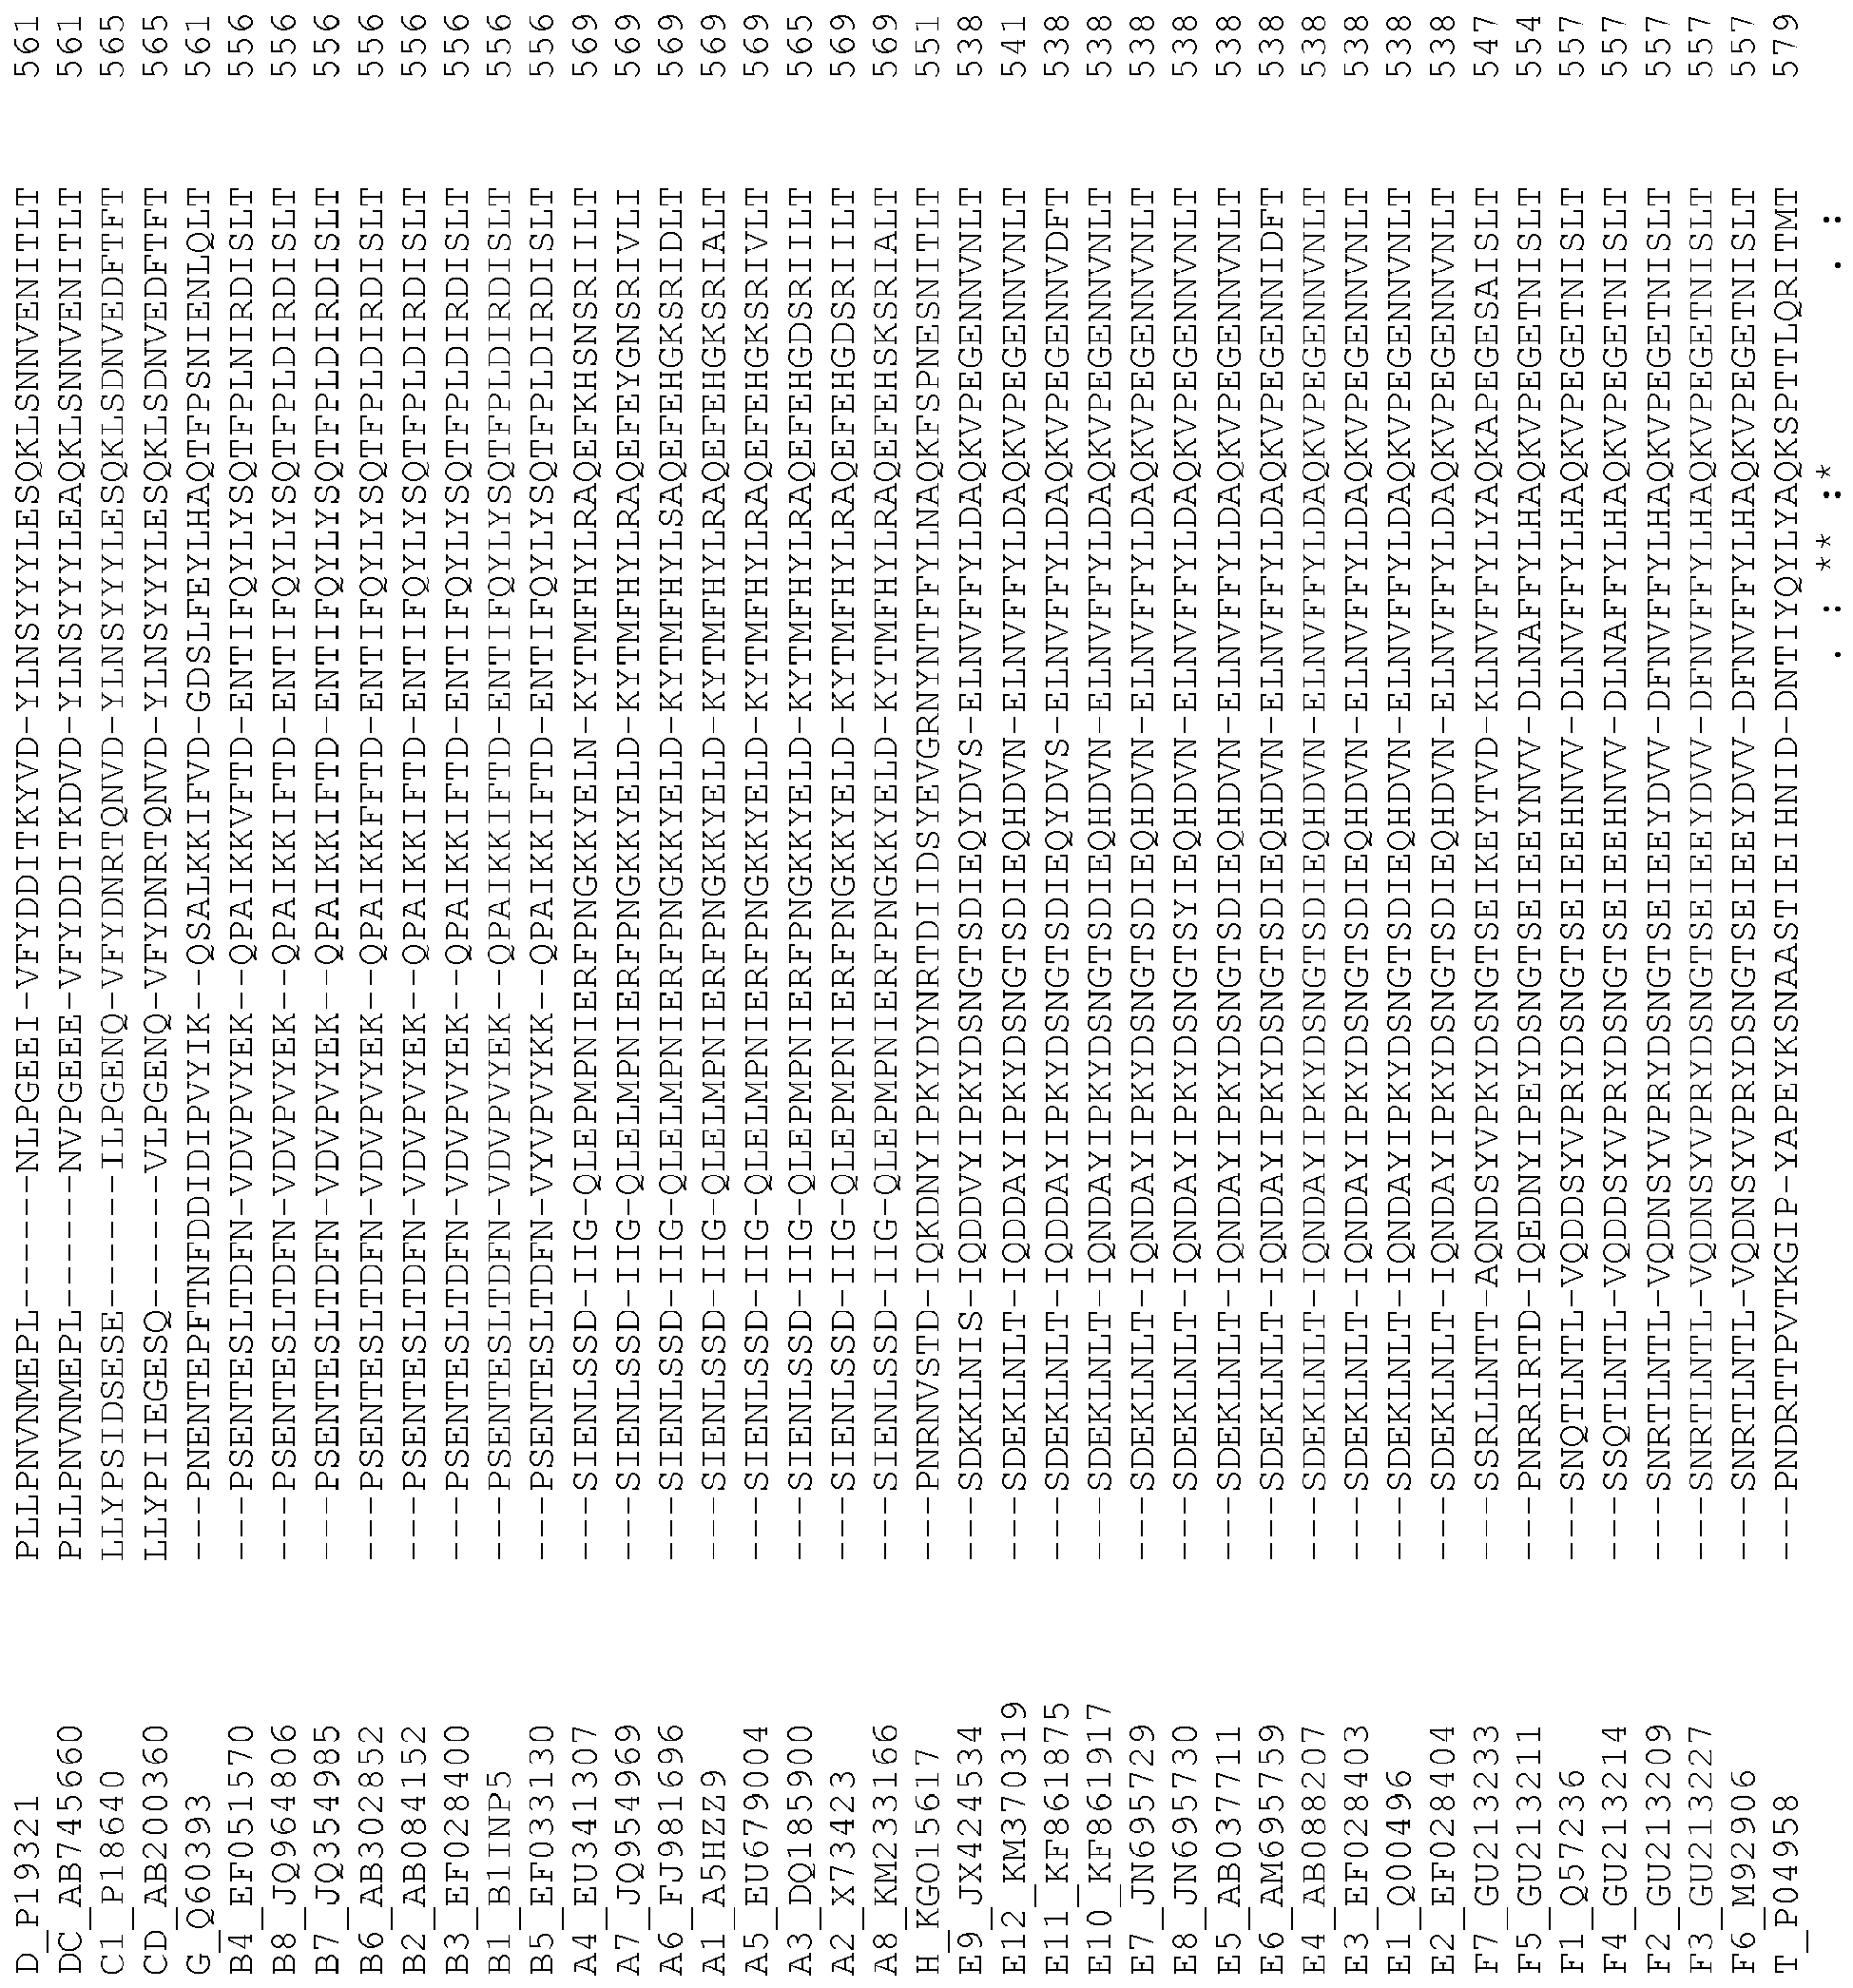 D_P19321 PLLPNVNMEPL------NLPGEEI-VFYDDITKYVD-YLNSYYYLESQKLSNNVENITLT 561
DC_AB745660 PLLPNVNMEPL------NVPGEEE-VFYDDITKDVD-YLNSYYYLEAQKLSNNVENITLT 561
C1_P18640 LLYPSIDSESE------ILPGENQ-VFYDNRTQNVD-YLNSYYYLESQKLSDNVEDFTFT 565
CD_AB200360 LLYPIIEGESQ------VLPGENQ-VFYDNRTQNVD-YLNSYYYLESQKLSDNVEDFTFT 565
G_Q60393 ---PNENTEPFTNFDDIDIPVYIK--QSALKKIFVD-GDSLFEYLHAQTFPSNIENLQLT 561
B4_EF051570 ---PSENTESLTDFN-VDVPVYEK--QPAIKKVFTD-ENTIFQYLYSQTFPLNIRDISLT 556
B8_JQ964806 ---PSENTESLTDFN-VDVPVYEK--QPAIKKIFTD-ENTIFQYLYSQTFPLDIRDISLT 556
B7_JQ354985 ---PSENTESLTDFN-VDVPVYEK--QPAIKKIFTD-ENTIFQYLYSQTFPLDIRDISLT 556
B6_AB302852 ---PSENTESLTDFN-VDVPVYEK--QPAIKKFFTD-ENTIFQYLYSQTFPLDIRDISLT 556
B2_AB084152 ---PSENTESLTDFN-VDVPVYEK--QPAIKKIFTD-ENTIFQYLYSQTFPLDIRDISLT 556
B3_EF028400 ---PSENTESLTDFN-VDVPVYEK--QPAIKKIFTD-ENTIFQYLYSQTFPLDIRDISLT 556
B1_B1INP5 ---PSENTESLTDFN-VDVPVYEK--QPAIKKIFTD-ENTIFQYLYSQTFPLDIRDISLT 556
B5_EF033130 ---PSENTESLTDFN-VYVPVYKK--QPAIKKIFTD-ENTIFQYLYSQTFPLDIRDISLT 556
A4_EU341307 ---SIENLSSD-IIG-QLEPMPNIERFPNGKKYELN-KYTMFHYLRAQEFKHSNSRIILT 569
A7_JQ954969 ---SIENLSSD-IIG-QLELMPNIERFPNGKKYELD-KYTMFHYLRAQEFEYGNSRIVLI 569
A6_FJ981696 ---SIENLSSD-IIG-QLELMPNIERFPNGKKYELD-KYTMFHYLSAQEFEHGKSRIDLT 569
A1_A5HZZ9 ---SIENLSSD-IIG-QLELMPNIERFPNGKKYELD-KYTMFHYLRAQEFEHGKSRIALT 569
A5_EU679004 ---SIENLSSD-IIG-QLELMPNIERFPNGKKYELD-KYTMFHYLRAQEFEHGKSRIVLT 569
A3_DQ185900 ---SIENLSSD-IIG-QLEPMPNIERFPNGKKYELD-KYTMFHYLRAQEFEHGDSRIILT 565
A2_X73423 ---SIENLSSD-IIG-QLEPMPNIERFPNGKKYELD-KYTMFHYLRAQEFEHGDSRIILT 569
A8_KM233166 ---SIENLSSD-IIG-QLEPMPNIERFPNGKKYELD-KYTMFHYLRAQEFEHSKSRIALT 569
H_KGO15617 ---PNRNVSTD-IQKDNYIPKYDYNRTDIIDSYEVGRNYNTFFYLNAQKFSPNESNITLT 551
E9_JX424534 ---SDKKLNIS-IQDDVYIPKYDSNGTSDIEQYDVS-ELNVFFYLDAQKVPEGENNVNLT 538
E12_KM370319 ---SDEKLNLT-IQDDAYIPKYDSNGTSDIEQHDVN-ELNVFFYLDAQKVPEGENNVNLT 541
E11_KF861875 ---SDEKLNLT-IQDDAYIPKYDSNGTSDIEQYDVS-ELNVFFYLDAQKVPEGENNVDFT 538
E10_KF861917 ---SDEKLNLT-IQNDAYIPKYDSNGTSDIEQHDVN-ELNVFFYLDAQKVPEGENNVNLT 538
E7_JN695729 ---SDEKLNLT-IQNDAYIPKYDSNGTSDIEQHDVN-ELNVFFYLDAQKVPEGENNVNLT 538
E8_JN695730 ---SDEKLNLT-IQNDAYIPKYDSNGTSYIEQHDVN-ELNVFFYLDAQKVPEGENNVNLT 538
E5_AB037711 ---SDEKLNLT-IQNDAYIPKYDSNGTSDIEQHDVN-ELNVFFYLDAQKVPEGENNVNLT 538
E6_AM695759 ---SDEKLNLT-IQNDAYIPKYDSNGTSDIEQHDVN-ELNVFFYLDAQKVPEGENNIDFT 538
E4_AB088207 ---SDEKLNLT-IQNDAYIPKYDSNGTSDIEQHDVN-ELNVFFYLDAQKVPEGENNVNLT 538
E3_EF028403 ---SDEKLNLT-IQNDAYIPKYDSNGTSDIEQHDVN-ELNVFFYLDAQKVPEGENNVNLT 538
E1_Q00496 ---SDEKLNLT-IQNDAYIPKYDSNGTSDIEQHDVN-ELNVFFYLDAQKVPEGENNVNLT 538
E2_EF028404 ---SDEKLNLT-IQNDAYIPKYDSNGTSDIEQHDVN-ELNVFFYLDAQKVPEGENNVNLT 538
F7_GU213233 ---SSRLLNTT-AQNDSYVPKYDSNGTSEIKEYTVD-KLNVFFYLYAQKAPEGESAISLT 547
F5_GU213211 ---PNRRIRTD-IQEDNYIPEYDSNGTSEIEEYNVV-DLNAFFYLHAQKVPEGETNISLT 554
F1_Q57236 ---SNQTLNTL-VQDDSYVPRYDSNGTSEIEEHNVV-DLNVFFYLHAQKVPEGETNISLT 557
F4_GU213214 ---SSQTLNTL-VQDDSYVPRYDSNGTSEIEEHNVV-DLNAFFYLHAQKVPEGETNISLT 557
F2_GU213209 ---SNRTLNTL-VQDNSYVPRYDSNGTSEIEEYDVV-DFNVFFYLHAQKVPEGETNISLT 557
F3_GU213227 ---SNRTLNTL-VQDNSYVPRYDSNGTSEIEEYDVV-DFNVFFYLHAQKVPEGETNISLT 557
F6_M92906 ---SNRTLNTL-VQDNSYVPRYDSNGTSEIEEYDVV-DFNVFFYLHAQKVPEGETNISLT 557
T_P04958 ---PNDRTTPVTKGIP-YAPEYKSNAASTIEIHNID-DNTIYQYLYAQKSPTTLQRITMT 579
. : ** :* . :